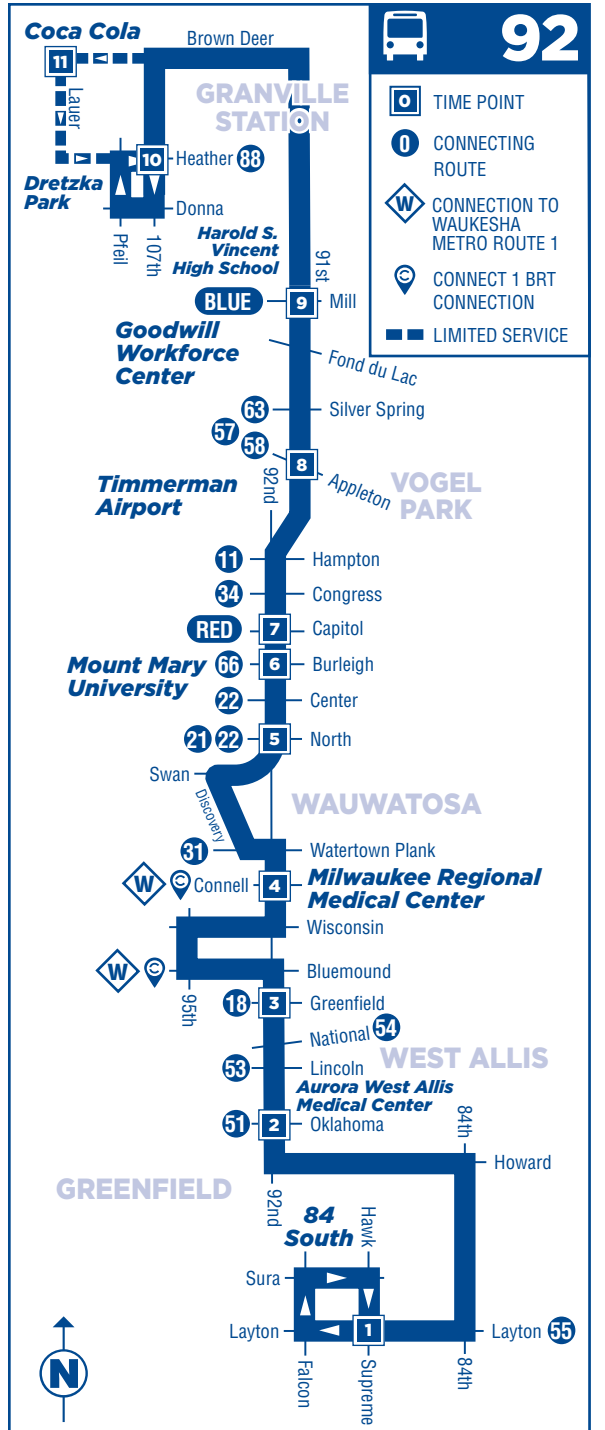 92
0 TIME POINT
0 CONNECTING
ROUTE
W CONNECTION TO
WAUKESHA
METRO ROUTE 1
C CONNECT 1 BRT
CONNECTION
LIMITED SERVICE
Coca Cola
11
Brown Deer
Lauer
GRANVILLE
STATION
10 Heather 88
Dretzka
Park
Donna
Pfeil
107th
Harold S.
Vincent
High School
91st
BLUE 9 Mill
Goodwill
Workforce
Center
Fond du Lac
63 Silver Spring
57
58 8 Appleton
92nd
Timmerman
Airport
VOGEL
PARK
11 Hampton
34 Congress
RED 7 Capitol
Mount Mary
University
66 6 Burleigh
22 Center
21 22 5 North
Swan
Discovery
WAUWATOSA
31 Watertown Plank
W C Connell 4 Milwaukee Regional
Medical Center
Wisconsin
W C Bluemound
95th
18 3 Greenfield
National 54
WEST ALLIS
53 Lincoln
Aurora West Allis
Medical Center
51 2 Oklahoma
84th
Howard
GREENFIELD
92nd
84
South
Hawk
Sura
Layton 1 Layton 55
Falcon
Supreme
84th
N